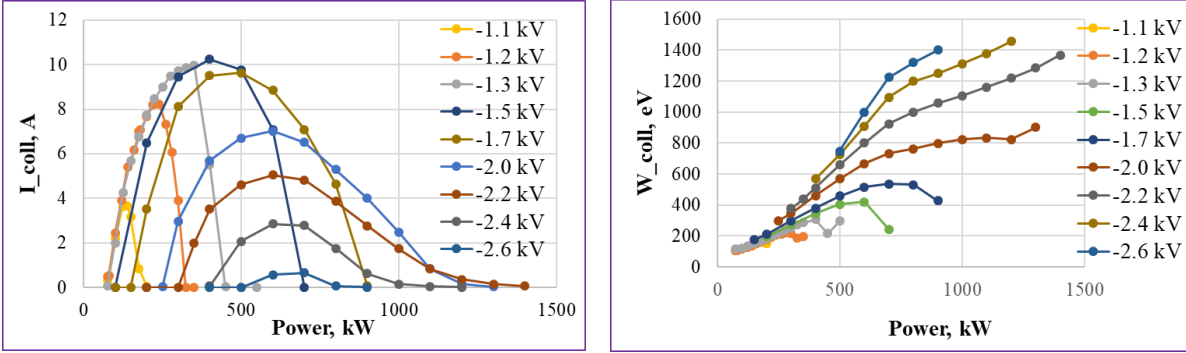 12
10
8
6
4
2
0
I_coll, A
0
500
1000
1500
Power, kW
-1.1 kV
-1.2 kV
-1.3 kV
-1.5 kV
-1.7 kV
-2.0 kV
-2.2 kV
-2.4 kV
-2.6 kV
1600
1400
1200
1000
800
600
400
200
0
W_coll, eV
0
500
1000
1500
Power, kW
-1.1 kV
-1.2 kV
-1.3 kV
-1.5 kV
-1.7 kV
-2.0 kV
-2.2 kV
-2.4 kV
-2.6 kV